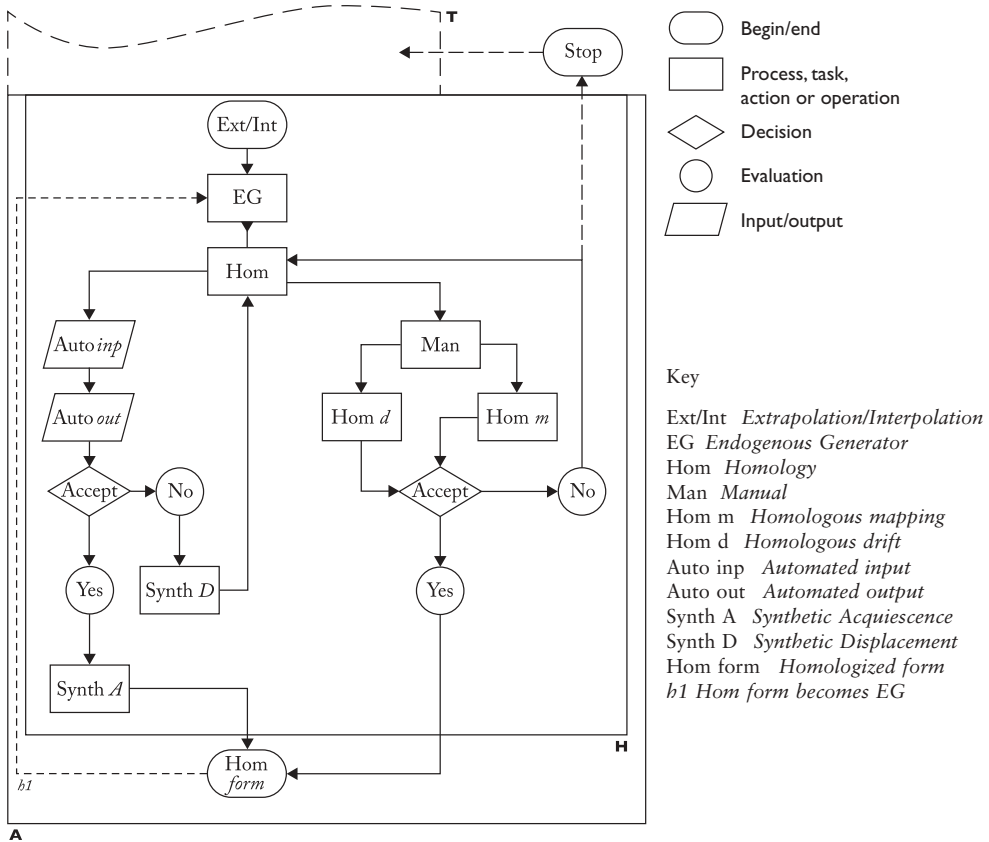 T
Stop
Ext/Int
EG
Hom
Auto inp
Man
Auto out
Hom d
Hom m
Accept
No
Accept
No
Yes
Synth D
Yes
Synth A
H
Hom
form
h1
A
Begin/end
Process, task,
action or operation
Decision
Evaluation
Input/output
Key
Ext/Int Extrapolation/Interpolation
EG Endogenous Generator
Hom Homology
Man Manual
Hom m Homologous mapping
Hom d Homologous drift
Auto inp Automated input
Auto out Automated output
Synth A Synthetic Acquiescence
Synth D Synthetic Displacement
Hom form Homologized form
h1 Hom form becomes EG